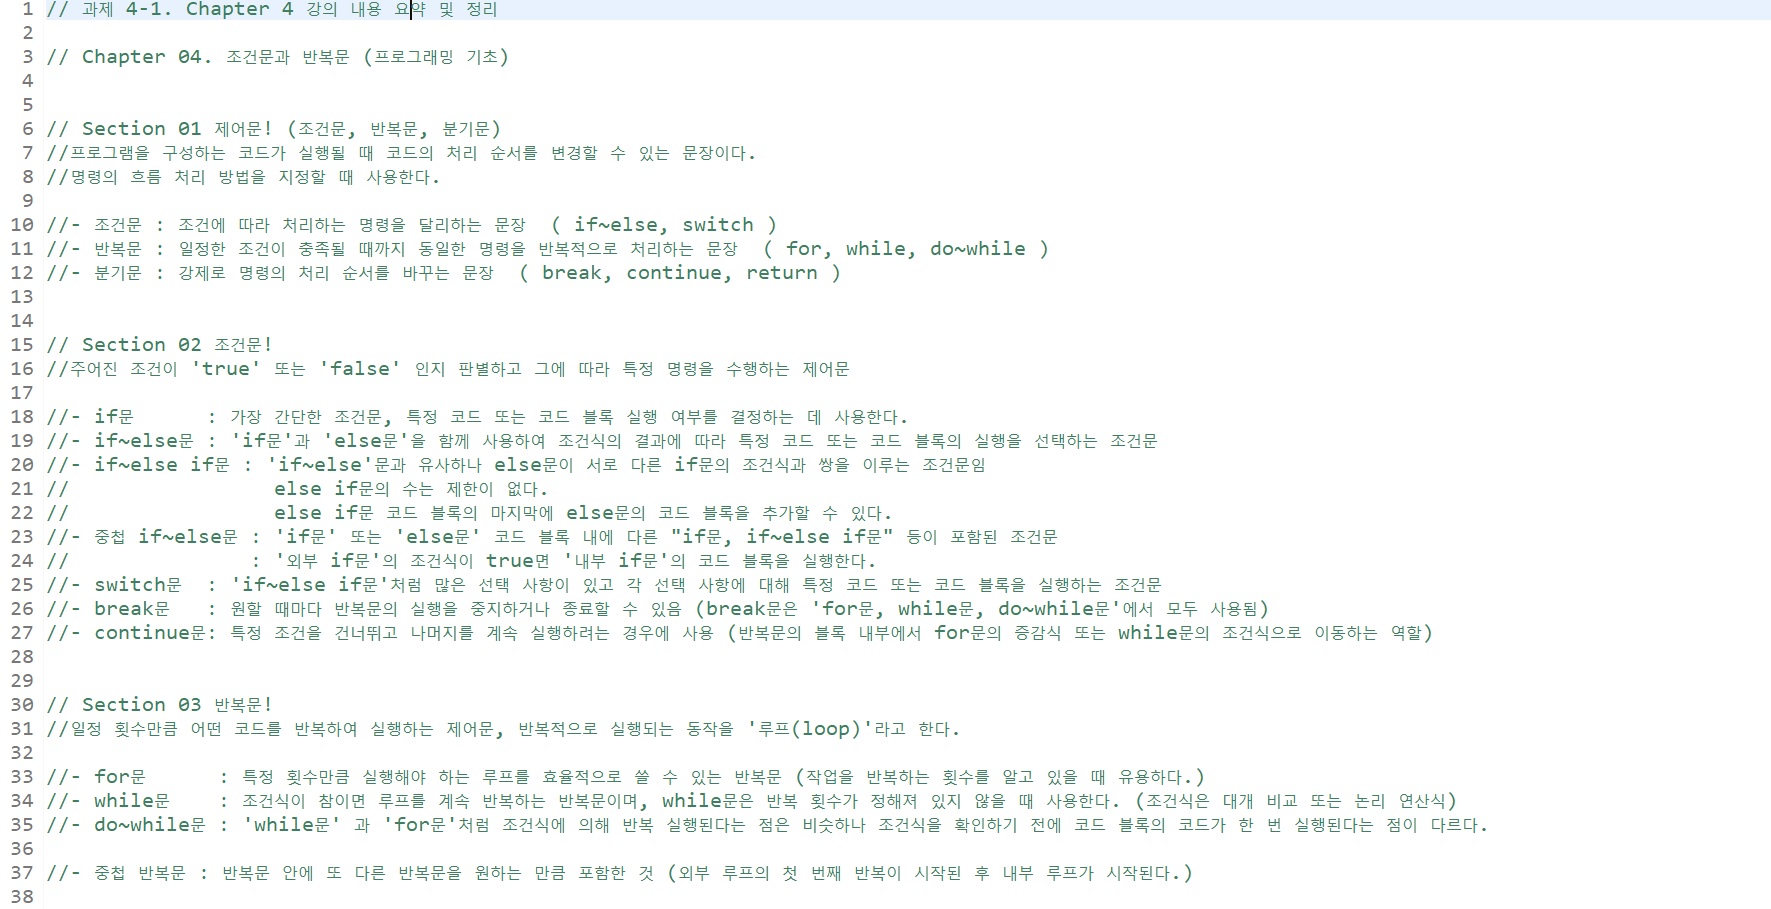 1 // 과제 4-1. Chapter 4 강의 내용 요약 및 정리
2
3 // Chapter 04. 조건문과 반복문 (프로그래밍 기초)
4
5
6 // Section 01 제어문! (조건문, 반복문, 분기문)
7 //프로그램을 구성하는 코드가 실행될 때 코드의 처리 순서를 변경할 수 있는 문장이다.
8 //명령의 흐름 처리 방법을 지정할 때 사용한다.
9
10 //- 조건문 : 조건에 따라 처리하는 명령을 달리하는 문장  ( if~else, switch )
11 //- 반복문 : 일정한 조건이 충족될 때까지 동일한 명령을 반복적으로 처리하는 문장  ( for, while, do~while )
12 //- 분기문 : 강제로 명령의 처리 순서를 바꾸는 문장  ( break, continue, return )
13
14
15 // Section 02 조건문!
16 //주어진 조건이 'true' 또는 'false' 인지 판별하고 그에 따라 특정 명령을 수행하는 제어문
17
18 //- if문      : 가장 간단한 조건문, 특정 코드 또는 코드 블록 실행 여부를 결정하는 데 사용한다.
19 //- if~else문 : 'if문'과 'else문'을 함께 사용하여 조건식의 결과에 따라 특정 코드 또는 코드 블록의 실행을 선택하는 조건문
20 //- if~else if문 : 'if~else'문과 유사하나 else문이 서로 다른 if문의 조건식과 쌍을 이루는 조건문임
21 //                 else if문의 수는 제한이 없다.
22 //                 else if문 코드 블록의 마지막에 else문의 코드 블록을 추가할 수 있다.
23 //- 중첩 if~else문 : 'if문' 또는 'else문' 코드 블록 내에 다른 "if문, if~else if문" 등이 포함된 조건문
24 //               : '외부 if문'의 조건식이 true면 '내부 if문'의 코드 블록을 실행한다.
25 //- switch문  : 'if~else if문'처럼 많은 선택 사항이 있고 각 선택 사항에 대해 특정 코드 또는 코드 블록을 실행하는 조건문
26 //- break문   : 원할 때마다 반복문의 실행을 중지하거나 종료할 수 있음 (break문은 'for문, while문, do~while문'에서 모두 사용됨)
27 //- continue문: 특정 조건을 건너뛰고 나머지를 계속 실행하려는 경우에 사용 (반복문의 블록 내부에서 for문의 증감식 또는 while문의 조건식으로 이동하는 역할)
28
29
30 // Section 03 반복문!
31 //일정 횟수만큼 어떤 코드를 반복하여 실행하는 제어문, 반복적으로 실행되는 동작을 '루프(loop)'라고 한다.
32
33 //- for문      : 특정 횟수만큼 실행해야 하는 루프를 효율적으로 쓸 수 있는 반복문 (작업을 반복하는 횟수를 알고 있을 때 유용하다.)
34 //- while문    : 조건식이 참이면 루프를 계속 반복하는 반복문이며, while문은 반복 횟수가 정해져 있지 않을 때 사용한다. (조건식은 대개 비교 또는 논리 연산식)
35 //- do~while문 : 'while문' 과 'for문'처럼 조건식에 의해 반복 실행된다는 점은 비슷하나 조건식을 확인하기 전에 코드 블록의 코드가 한 번 실행된다는 점이 다르다.
36
37 //- 중첩 반복문 : 반복문 안에 또 다른 반복문을 원하는 만큼 포함한 것 (외부 루프의 첫 번째 반복이 시작된 후 내부 루프가 시작된다.)
38